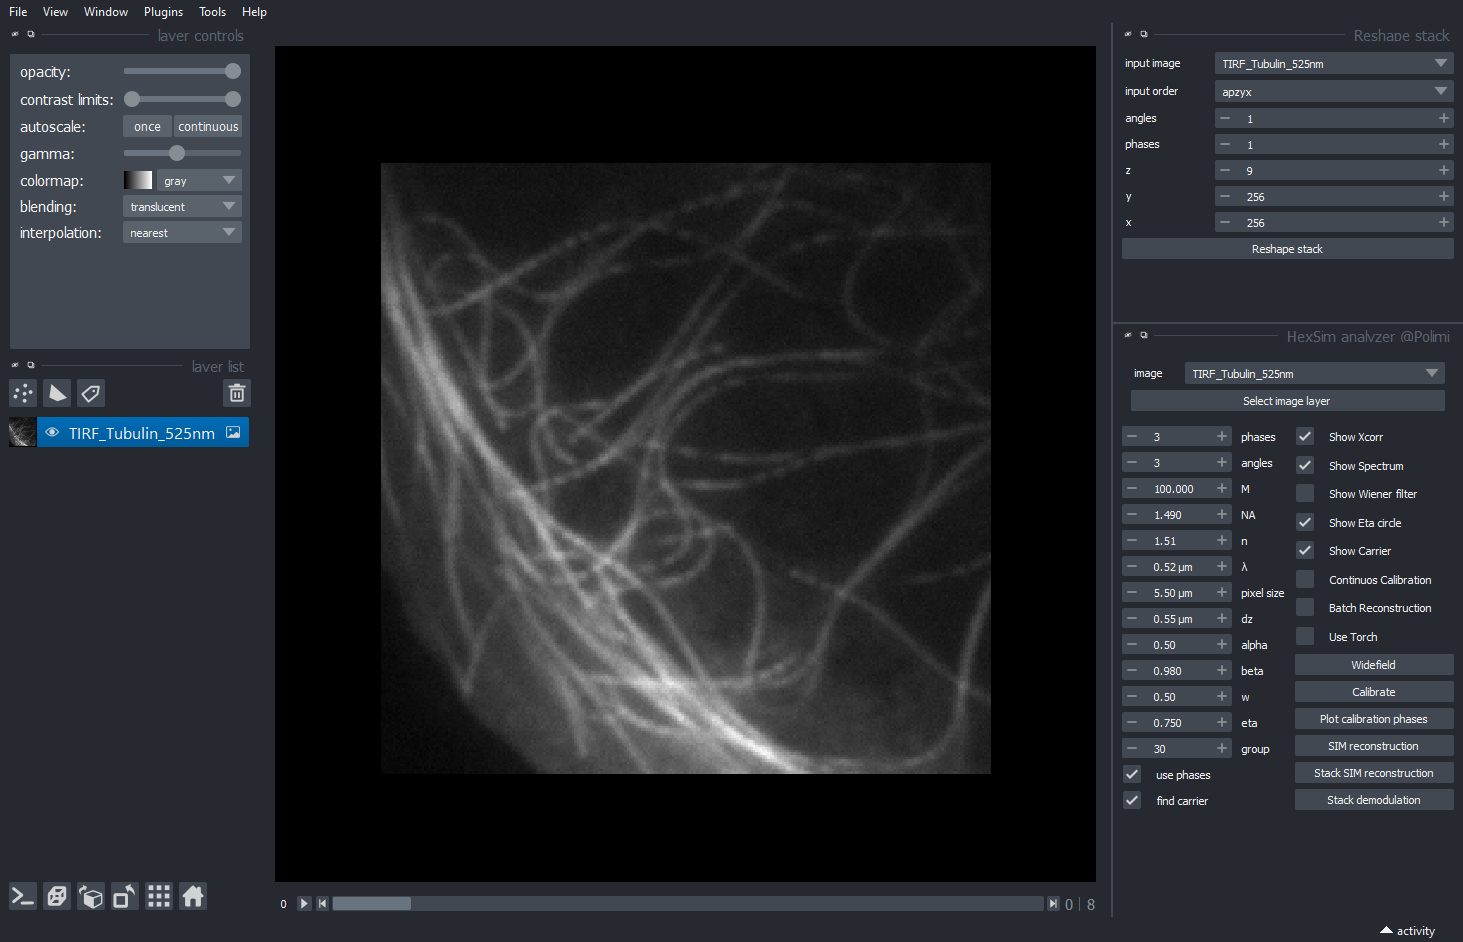 File View Window Plugins Tools Help
layer controls
opacity:
contrast limits:
autoscale: once continuous
gamma:
colormap: gray
blending: translucent
interpolation: nearest
layer list
TIRF_Tubulin_525nm
0 0 | 8
Reshape stack
input image TIRF_Tubulin_525nm
input order apzyx
angles 1
phases 1
z 9
y 256
x 256
Reshape stack
HexSim analyzer @Polimi
image TIRF_Tubulin_525nm
Select image layer
3 phases
3 angles
100.000 M
1.490 NA
1.51 n
0.52 µm λ
5.50 µm pixel size
0.55 µm dz
0.50 alpha
0.980 beta
0.50 w
0.750 eta
30 group
use phases
find carrier
Show Xcorr
Show Spectrum
Show Wiener filter
Show Eta circle
Show Carrier
Continuos Calibration
Batch Reconstruction
Use Torch
Widefield
Calibrate
Plot calibration phases
SIM reconstruction
Stack SIM reconstruction
Stack demodulation
activity